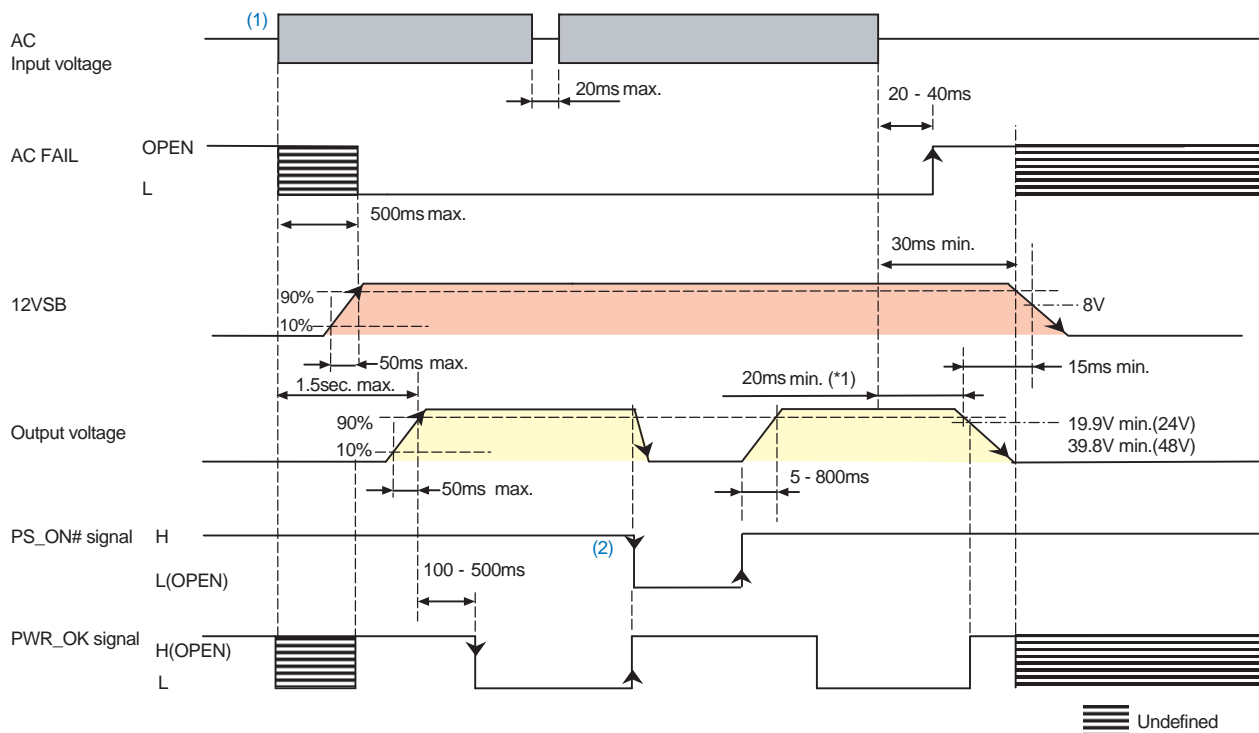 (1)
AC
Input voltage
20ms max.
20 - 40ms
AC FAIL
OPEN
L
500ms max.
30ms min.
12VSB
90%
10%
8V
50ms max.
15ms min.
1.5sec. max.
20ms min. (*1)
Output voltage
90%
10%
19.9V min.(24V)
39.8V min.(48V)
50ms max.
5 - 800ms
PS_ON# signal
H
(2)
L(OPEN)
100 - 500ms
PWR_OK signal
H(OPEN)
L
Undefined